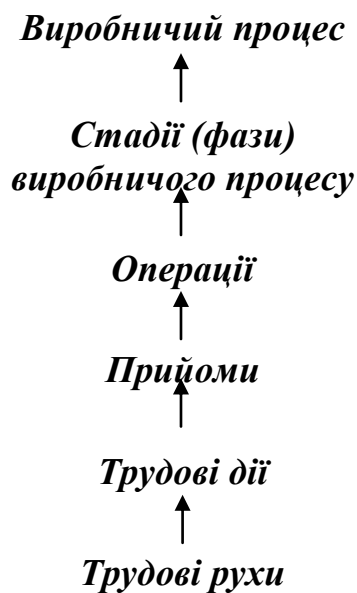 Виробничий процес
Стадії (фази)
виробничого процесу
Операції
Прийоми
Трудові дії
Трудові рухи